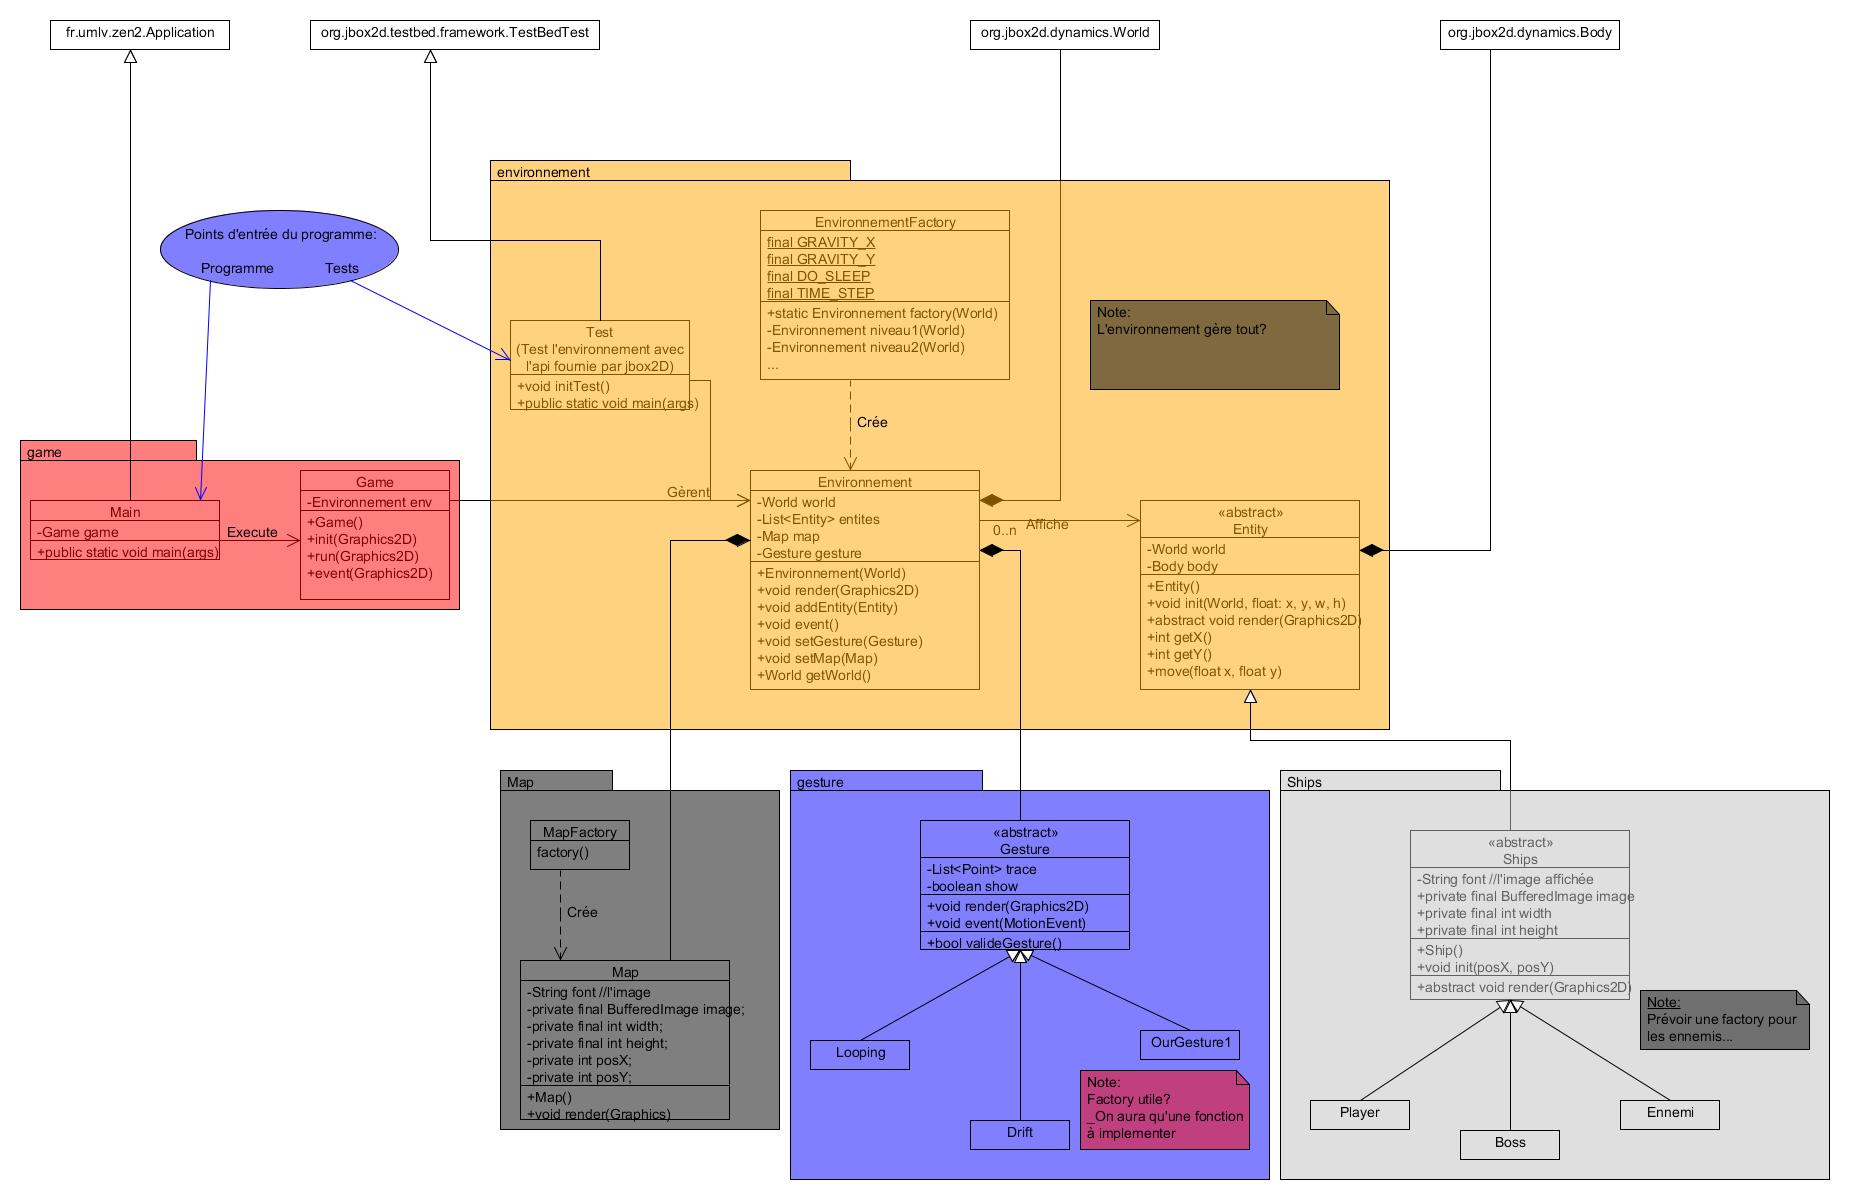 fr.umlv.zen2.Application
org.jbox2d.testbed.framework.TestBedTest
org.jbox2d.dynamics.World
org.jbox2d.dynamics.Body
environnement
Points d'entrée du programme:
Programme
Tests
EnvironnementFactory
final GRAVITY_X
final GRAVITY_Y
final DO_SLEEP
final TIME_STEP
+static Environnement factory(World)
-Environnement niveau1(World)
-Environnement niveau2(World)
...
Note:
L'environnement gère tout?
Test
(Test l'environnement avec
l'api fournie par jbox2D)
+void initTest()
+public static void main(args)
Crée
game
Main
-Game game
+public static void main(args)
Execute
Game
-Environnement env
+Game()
+init(Graphics2D)
+run(Graphics2D)
+event(Graphics2D)
Gèrent
Environnement
-World world
-List<Entity> entites
-Map map
-Gesture gesture
+Environnement(World)
+void render(Graphics2D)
+void addEntity(Entity)
+void event()
+void setGesture(Gesture)
+void setMap(Map)
+World getWorld()
0..n
Affiche
«abstract»
Entity
-World world
-Body body
+Entity()
+void init(World, float: x, y, w, h)
+abstract void render(Graphics2D)
+int getX()
+int getY()
+move(float x, float y)
Map
MapFactory
factory()
Crée
Map
-String font //l'image
-private final BufferedImage image;
-private final int width;
-private final int height;
-private int posX;
-private int posY;
+Map()
+void render(Graphics)
gesture
«abstract»
Gesture
-List<Point> trace
-boolean show
+void render(Graphics2D)
+void event(MotionEvent)
+bool valideGesture()
Looping
OurGesture1
Drift
Note:
Factory utile?
_On aura qu'une fonction
à implementer
Ships
«abstract»
Ships
-String font //l'image affichée
+private final BufferedImage image
+private final int width
+private final int height
+Ship()
+void init(posX, posY)
+abstract void render(Graphics2D)
Note:
Prévoir une factory pour
les ennemis...
Player
Boss
Ennemi